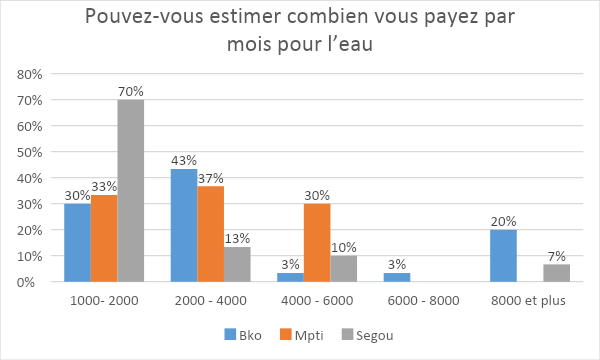 Pouvez-vous estimer combien vous payez par
mois pour l’eau
80%
70%
60%
50%
40%
30%
20%
10%
0%
30% 33% 70%
43% 37% 13%
3% 30% 10%
3%
20% 7%
1000- 2000 2000 - 4000 4000 - 6000 6000 - 8000 8000 et plus
Bko Mpti Segou